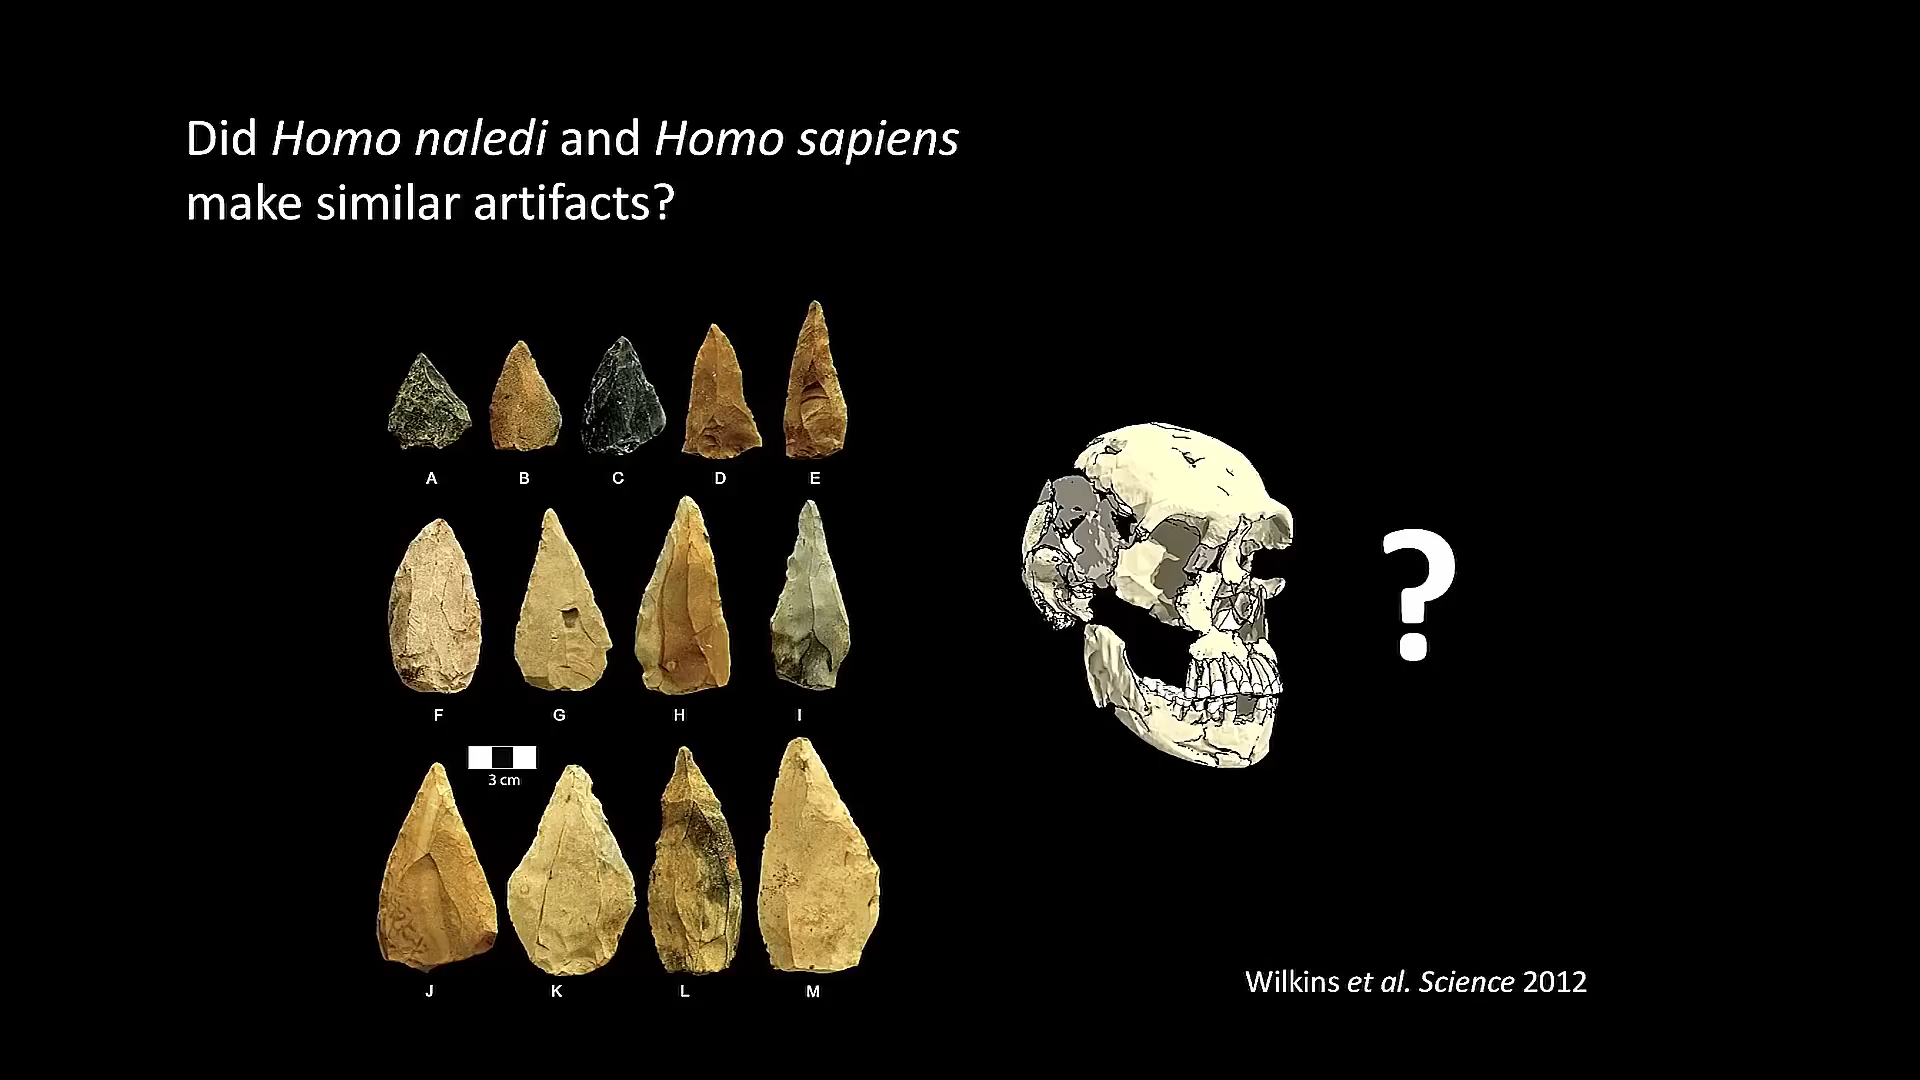 Did Homo naledi and Homo sapiens
make similar artifacts?
A B C D E
F G H I
3 cm
J K L M
?
Wilkins et al. Science 2012